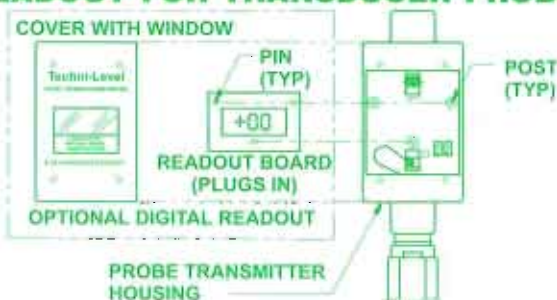 COVER WITH WINDOW
Techni-Level
PIN
(TYP)
POST
(TYP)
+00
READOUT BOARD
(PLUGS IN)
OPTIONAL DIGITAL READOUT
PROBE TRANSMITTER
HOUSING